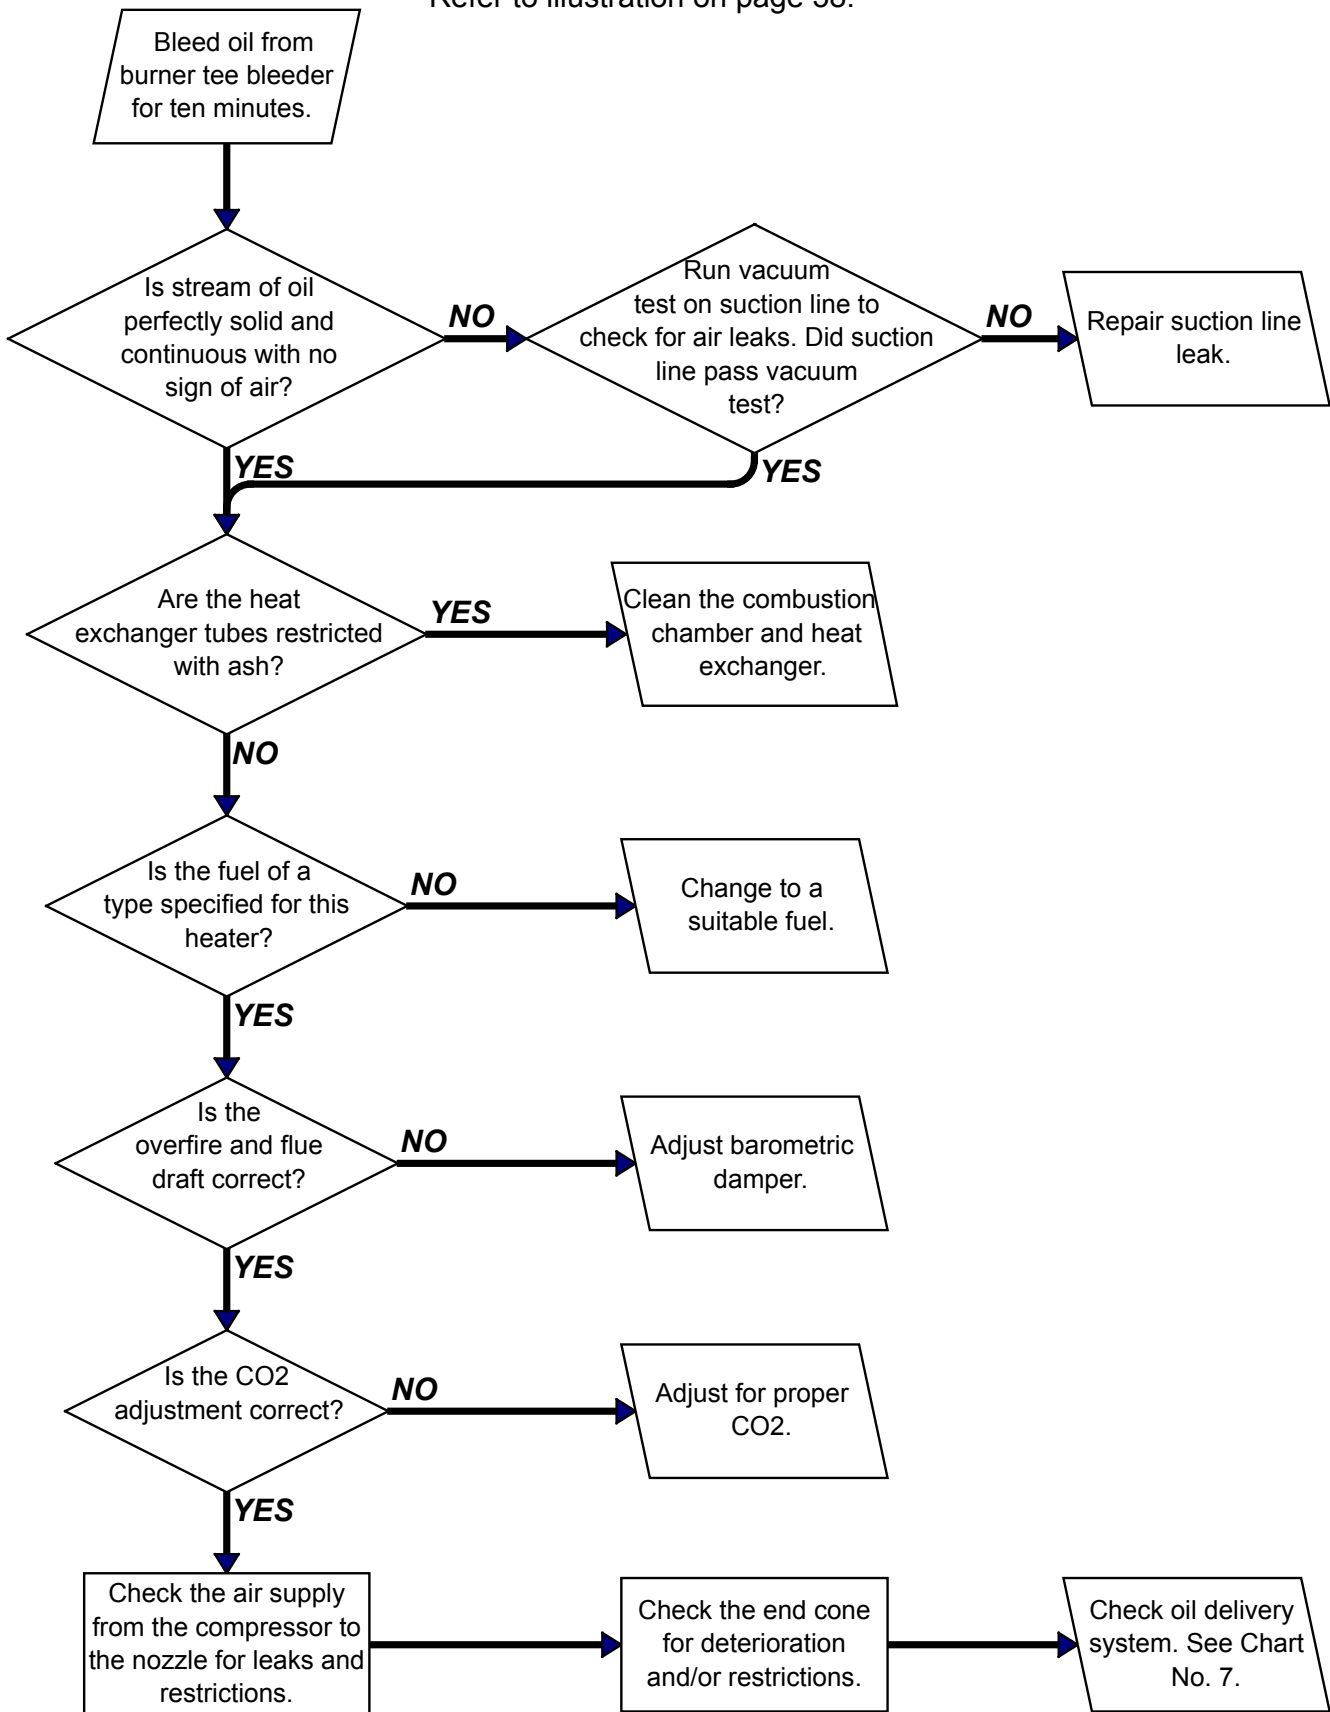 Refer to illustration on page 38.
Bleed oil from
burner tee bleeder
for ten minutes.
Is stream of oil
perfectly solid and
continuous with no
sign of air?
NO
Run vacuum
test on suction line to
check for air leaks. Did suction
line pass vacuum
test?
NO
Repair suction line
leak.
YES
YES
Are the heat
exchanger tubes restricted
with ash?
YES
Clean the combustion
chamber and heat
exchanger.
NO
Is the fuel of a
type specified for this
heater?
NO
Change to a
suitable fuel.
YES
Is the
overfire and flue
draft correct?
NO
Adjust barometric
damper.
YES
Is the CO2
adjustment correct?
NO
Adjust for proper
CO2.
YES
Check the air supply
from the compressor to
the nozzle for leaks and
restrictions.
Check the end cone
for deterioration
and/or restrictions.
Check oil delivery
system. See Chart
No. 7.